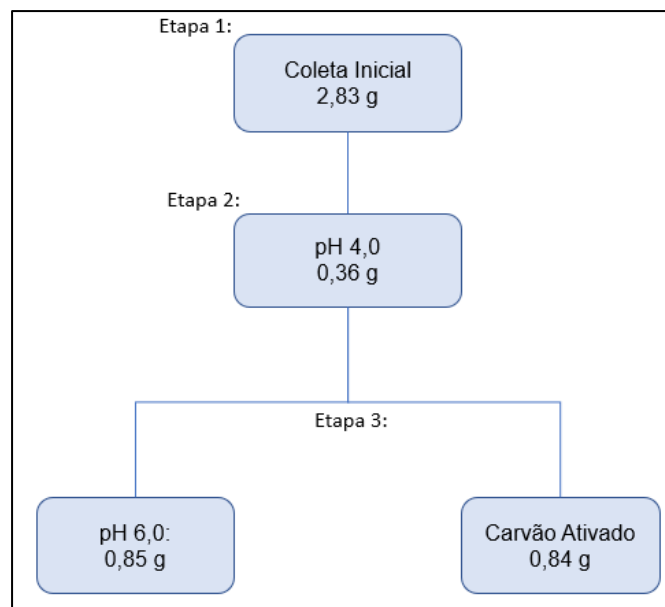 Etapa 1:
Coleta Inicial
2,83 g
Etapa 2:
pH 4,0
0,36 g
Etapa 3:
pH 6,0:
0,85 g
Carvão Ativado
0,84 g